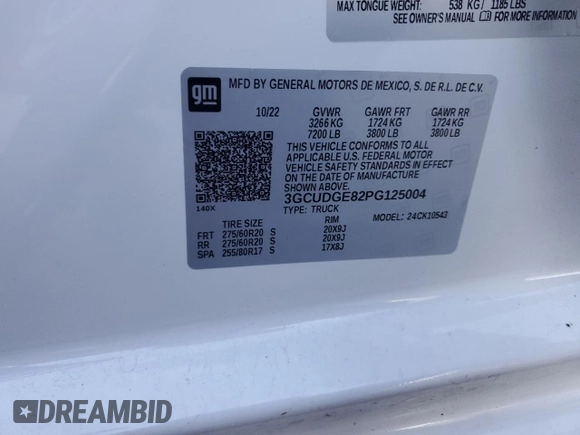 MAX TONGUE WEIGHT: 538 KG / 1185 LBS
SEE OWNER'S MANUAL FOR MORE INFORMATION
gm
MFD BY GENERAL MOTORS DE MEXICO, S. DE R.L. DE C.V.
10/22 GVWR GAWR FRT GAWR RR
3266 KG 1724 KG 1724 KG
7200 LB 3800 LB 3800 LB
THIS VEHICLE CONFORMS TO ALL
APPLICABLE U.S. FEDERAL MOTOR
VEHICLE SAFETY STANDARDS IN EFFECT
ON THE DATE OF MANUFACTURE
SHOWN ABOVE.
3GCUDGE82PG125004
140X
TYPE: TRUCK MODEL: 24CK10543
TIRE SIZE RIM
FRT 275/60R20 S 20X9J
RR 275/60R20 S 20X9J
SPA 255/80R17 S 17X8J
DREAMBID